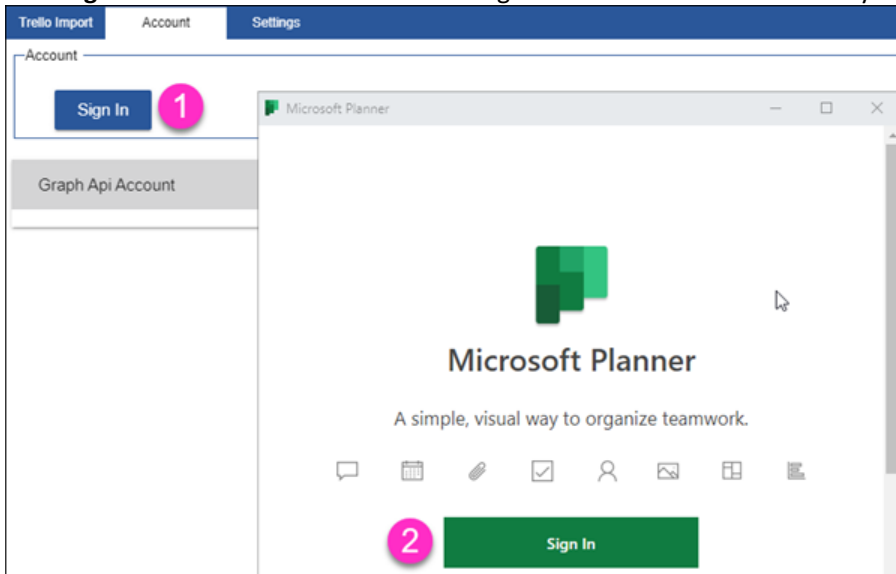 Trello Import Account Settings
Account
Sign In 1
Microsoft Planner
Graph Api Account
Microsoft Planner
A simple, visual way to organize teamwork.
2 Sign In